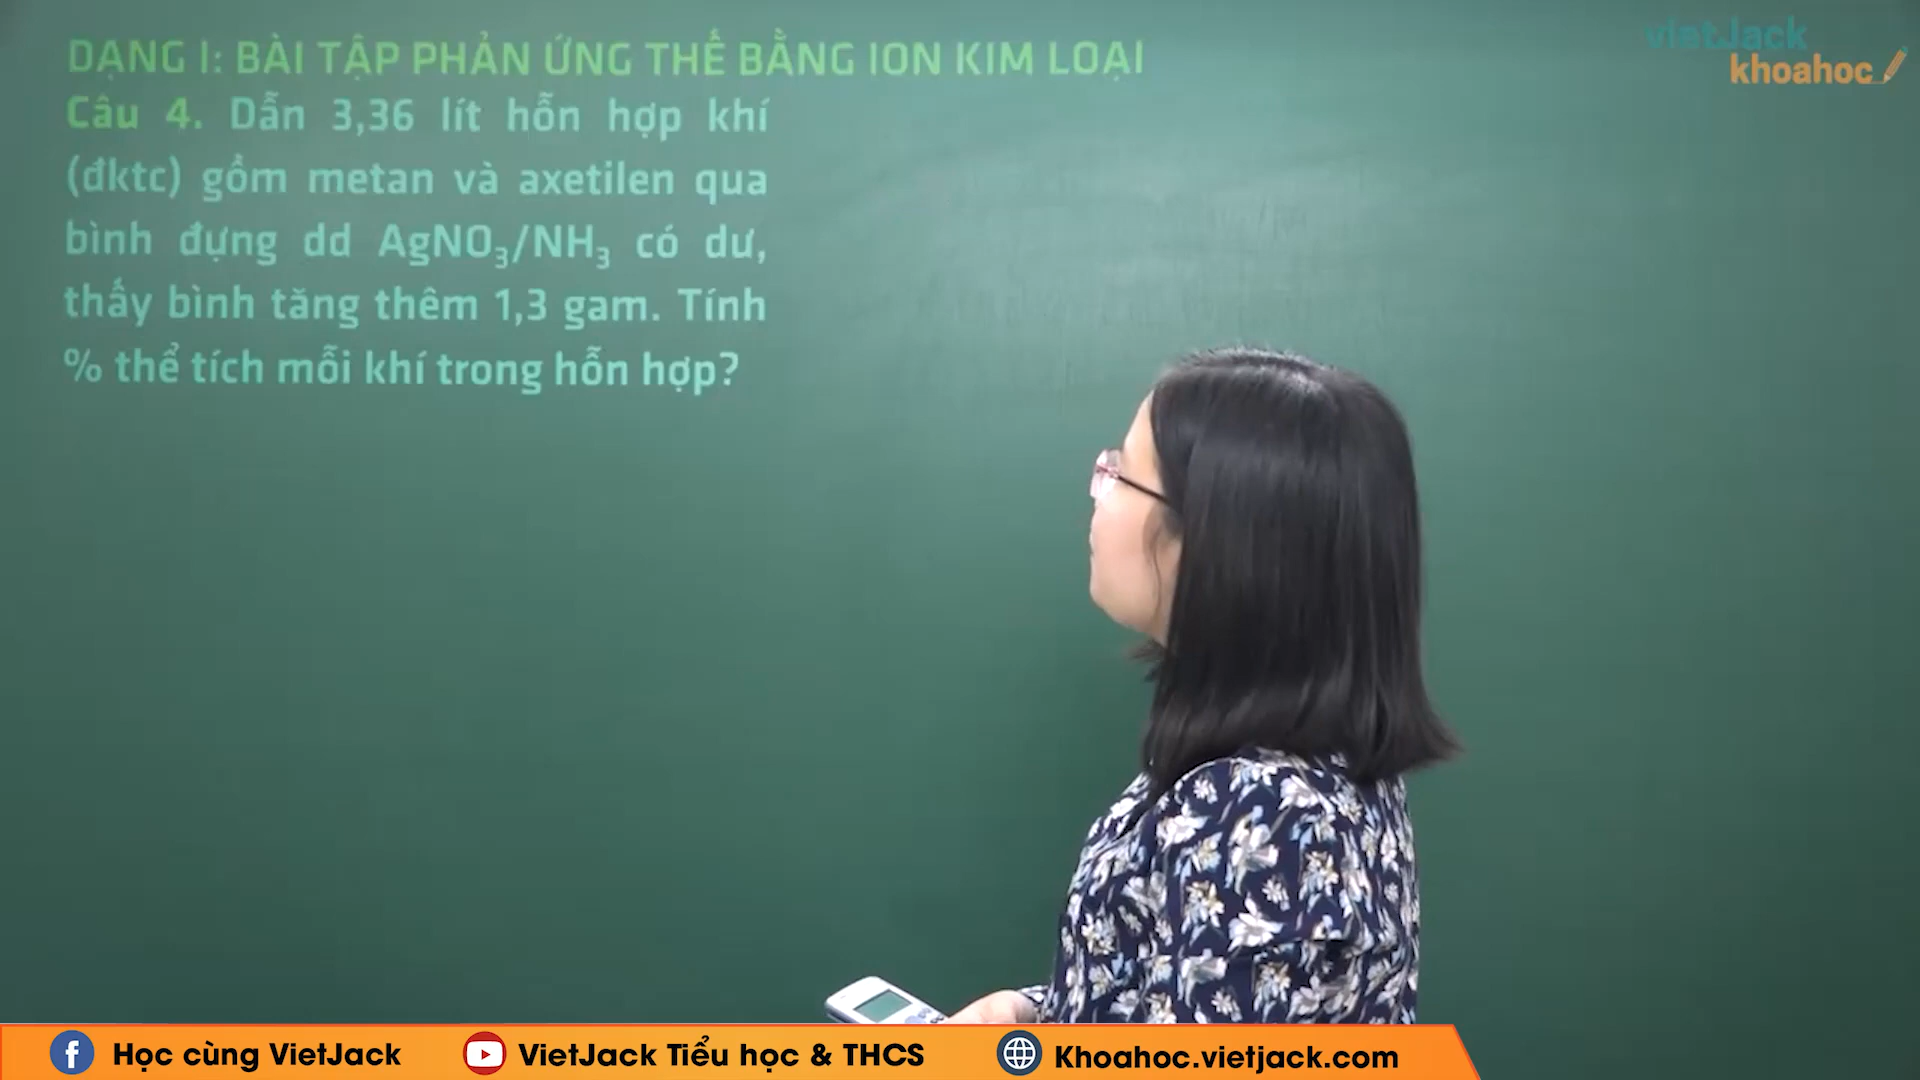 vietJack
khoahoc
DẠNG I: BÀI TẬP PHẢN ỨNG THẾ BẰNG ION KIM LOẠI
Câu 4. Dẫn 3,36 lít hỗn hợp khí
(đktc) gồm metan và axetilen qua
bình đựng dd AgNO₃/NH₃ có dư,
thấy bình tăng thêm 1,3 gam. Tính
% thể tích mỗi khí trong hỗn hợp?
Học cùng VietJack
VietJack Tiểu học & THCS
Khoahoc.vietjack.com